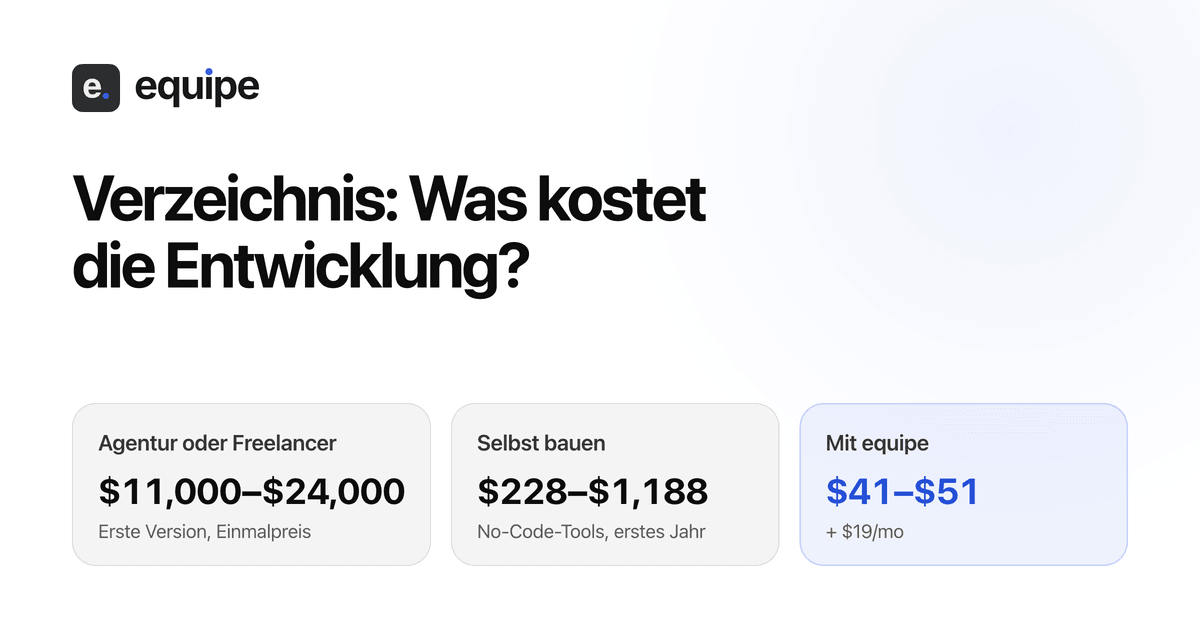 e.
equipe
Verzeichnis: Was kostet
die Entwicklung?
Agentur oder Freelancer
$11,000–$24,000
Erste Version, Einmalpreis
Selbst bauen
$228–$1,188
No-Code-Tools, erstes Jahr
Mit equipe
$41–$51
+ $19/mo